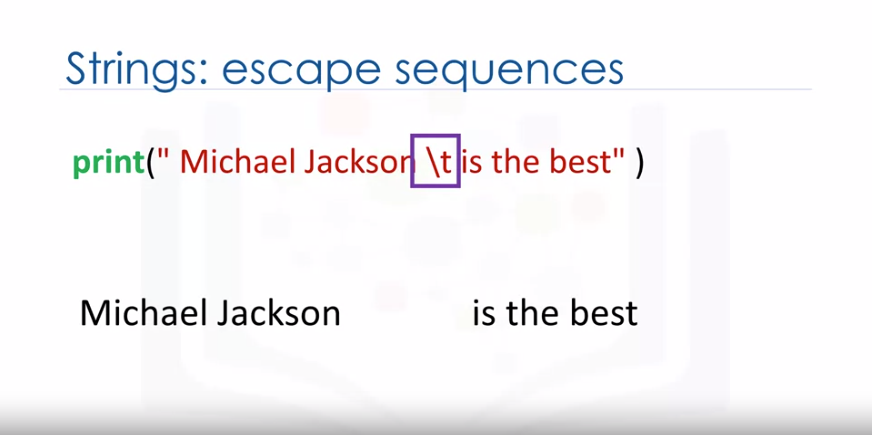 Strings: escape sequences
print(" Michael Jackson \t is the best" )
Michael Jackson is the best